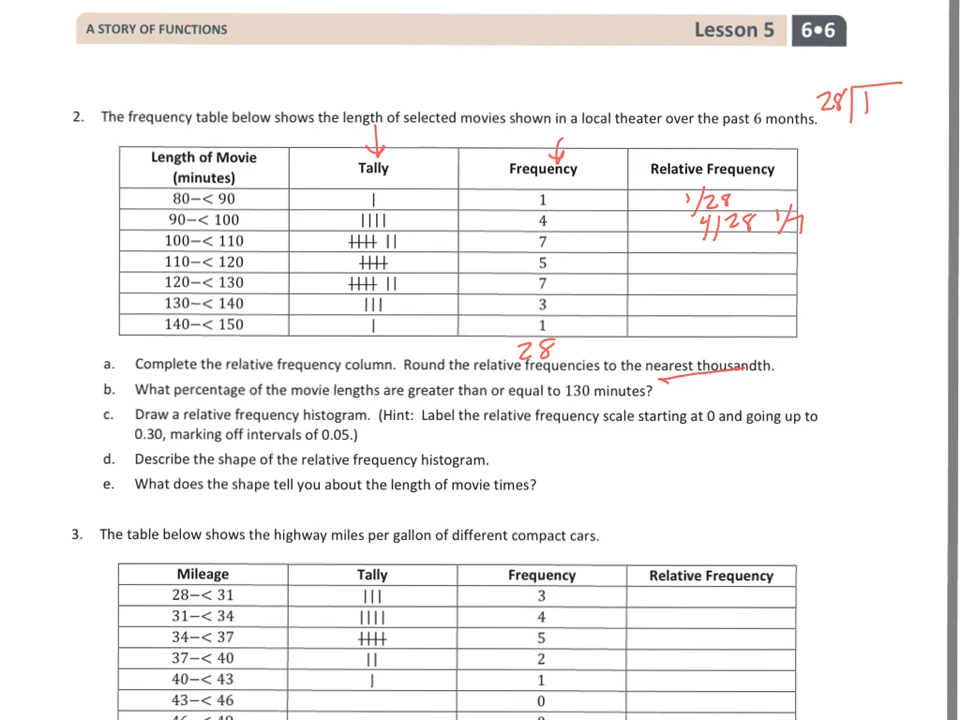 A STORY OF FUNCTIONS Lesson 5 6•6
28 1
2. The frequency table below shows the length of selected movies shown in a local theater over the past 6 months.
Length of Movie (minutes) Tally Frequency Relative Frequency
80−< 90 | 1 1/28
90−< 100 |||| 4 4/28 1/7
100−< 110 𝍸 || 7
110−< 120 𝍸 5
120−< 130 𝍸 || 7
130−< 140 ||| 3
140−< 150 | 1
28
a. Complete the relative frequency column. Round the relative frequencies to the nearest thousandth.
b. What percentage of the movie lengths are greater than or equal to 130 minutes?
c. Draw a relative frequency histogram. (Hint: Label the relative frequency scale starting at 0 and going up to
0.30, marking off intervals of 0.05.)
d. Describe the shape of the relative frequency histogram.
e. What does the shape tell you about the length of movie times?
3. The table below shows the highway miles per gallon of different compact cars.
Mileage Tally Frequency Relative Frequency
28−< 31 ||| 3
31−< 34 |||| 4
34−< 37 𝍸 5
37−< 40 || 2
40−< 43 | 1
43−< 46 0